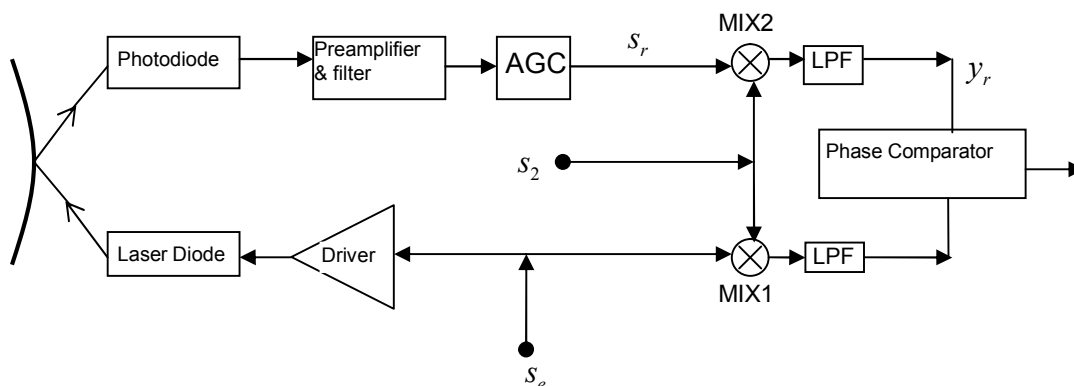 MIX2
Photodiode
Preamplifier
& filter
AGC
s_r
LPF
y_r
Phase Comparator
s_2
Laser Diode
Driver
LPF
MIX1
s_e